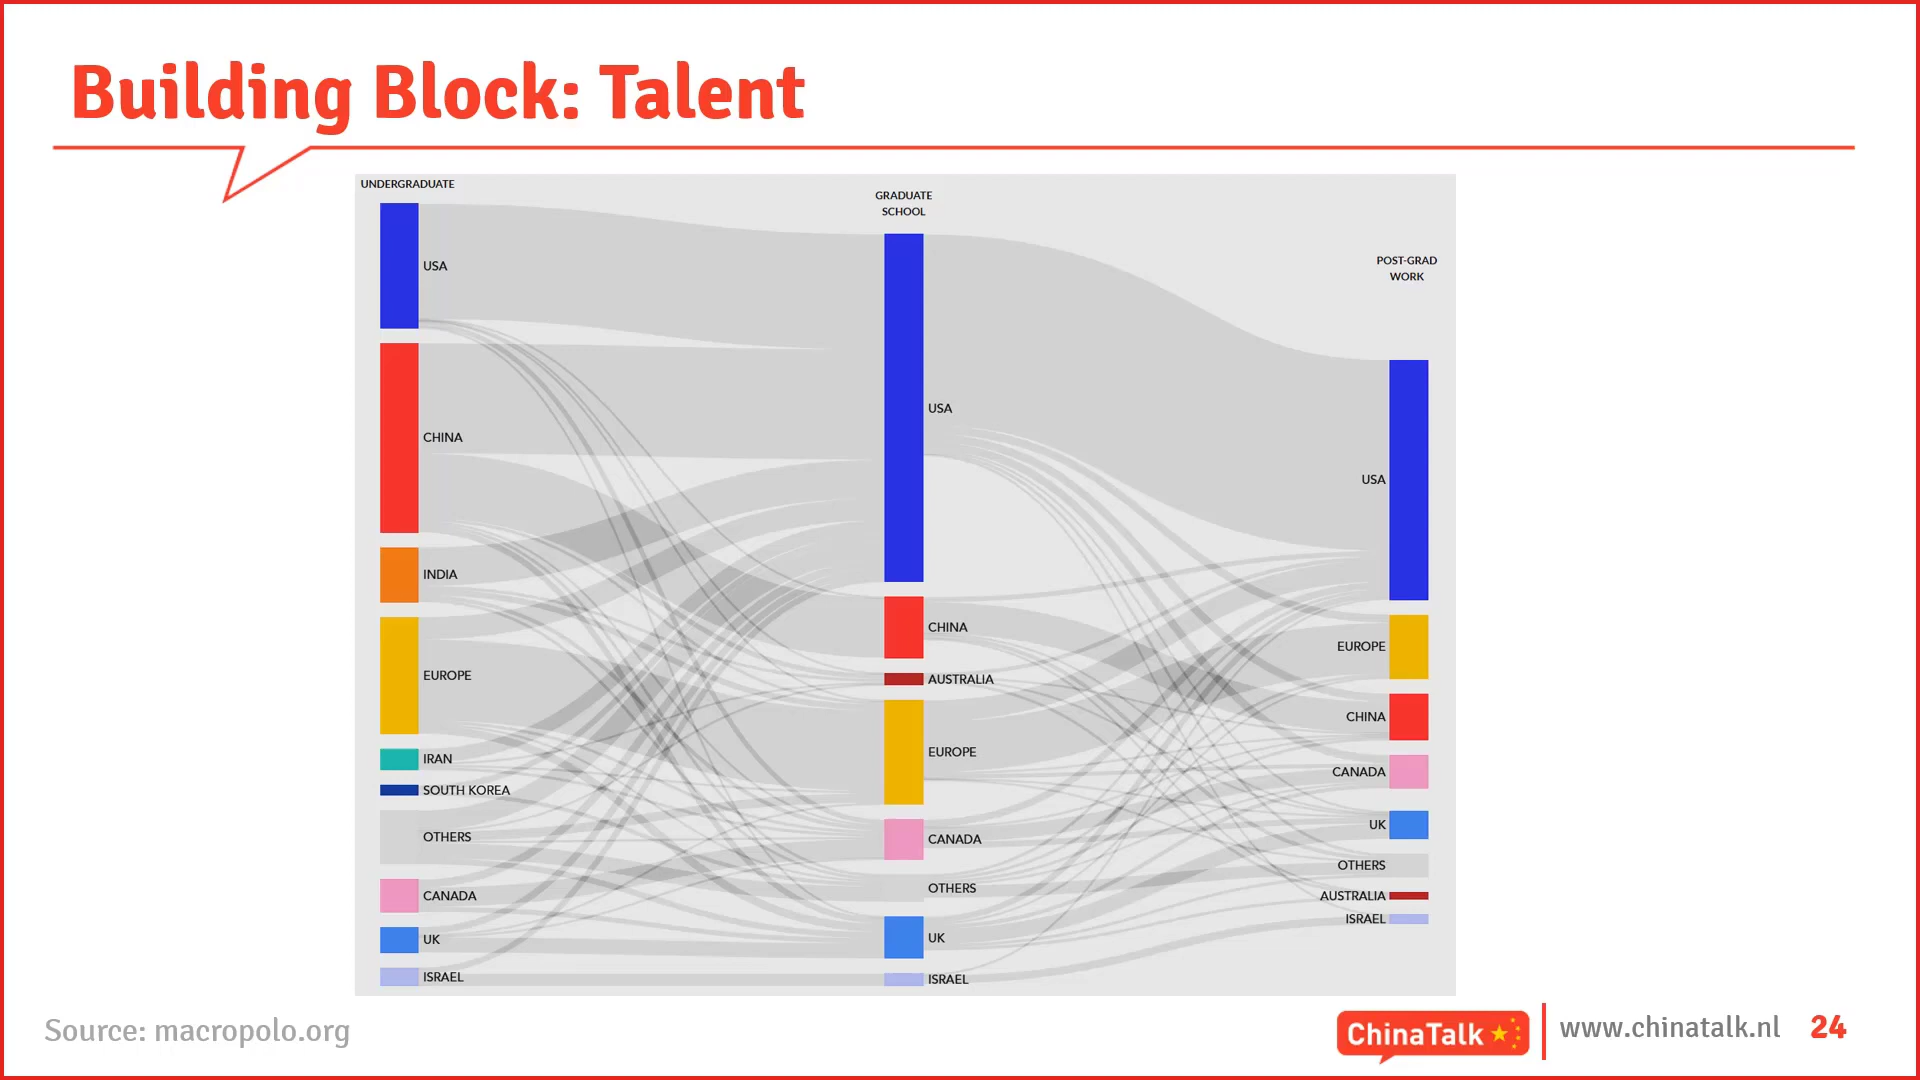 Building Block: Talent
UNDERGRADUATE
USA
CHINA
INDIA
EUROPE
IRAN
SOUTH KOREA
OTHERS
CANADA
UK
ISRAEL
GRADUATE
SCHOOL
USA
CHINA
AUSTRALIA
EUROPE
CANADA
OTHERS
UK
ISRAEL
POST-GRAD
WORK
USA
EUROPE
CHINA
CANADA
UK
OTHERS
AUSTRALIA
ISRAEL
Source: macropolo.org
ChinaTalk
www.chinatalk.nl
24